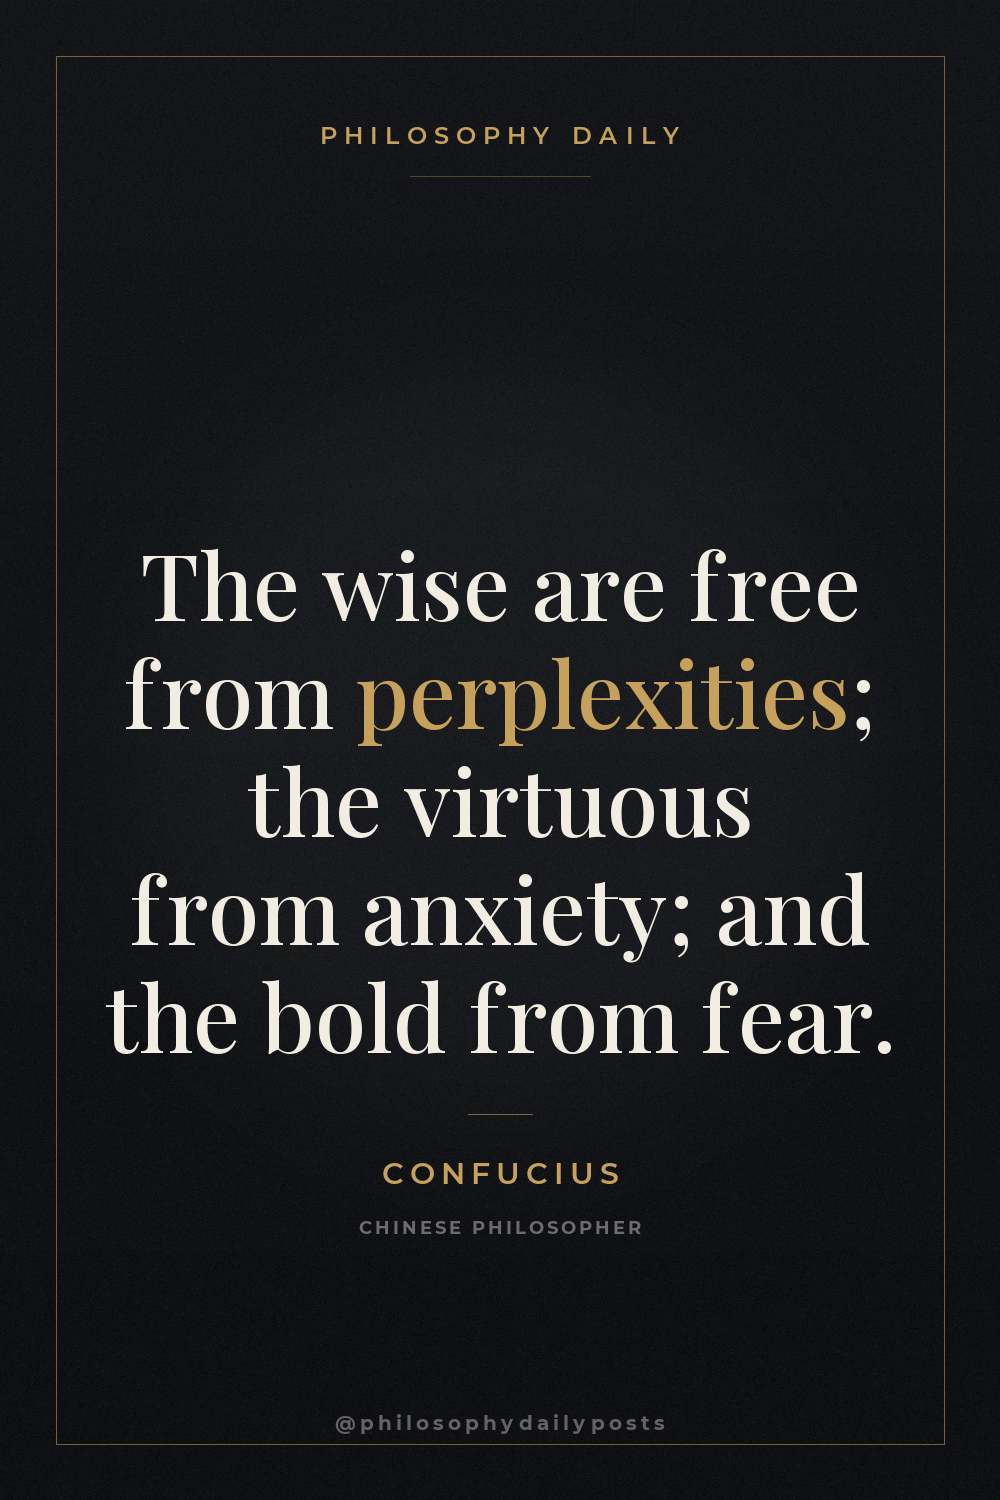 PHILOSOPHY DAILY
The wise are free
from perplexities;
the virtuous
from anxiety; and
the bold from fear.
CONFUCIUS
CHINESE PHILOSOPHER
@philosophydailyposts